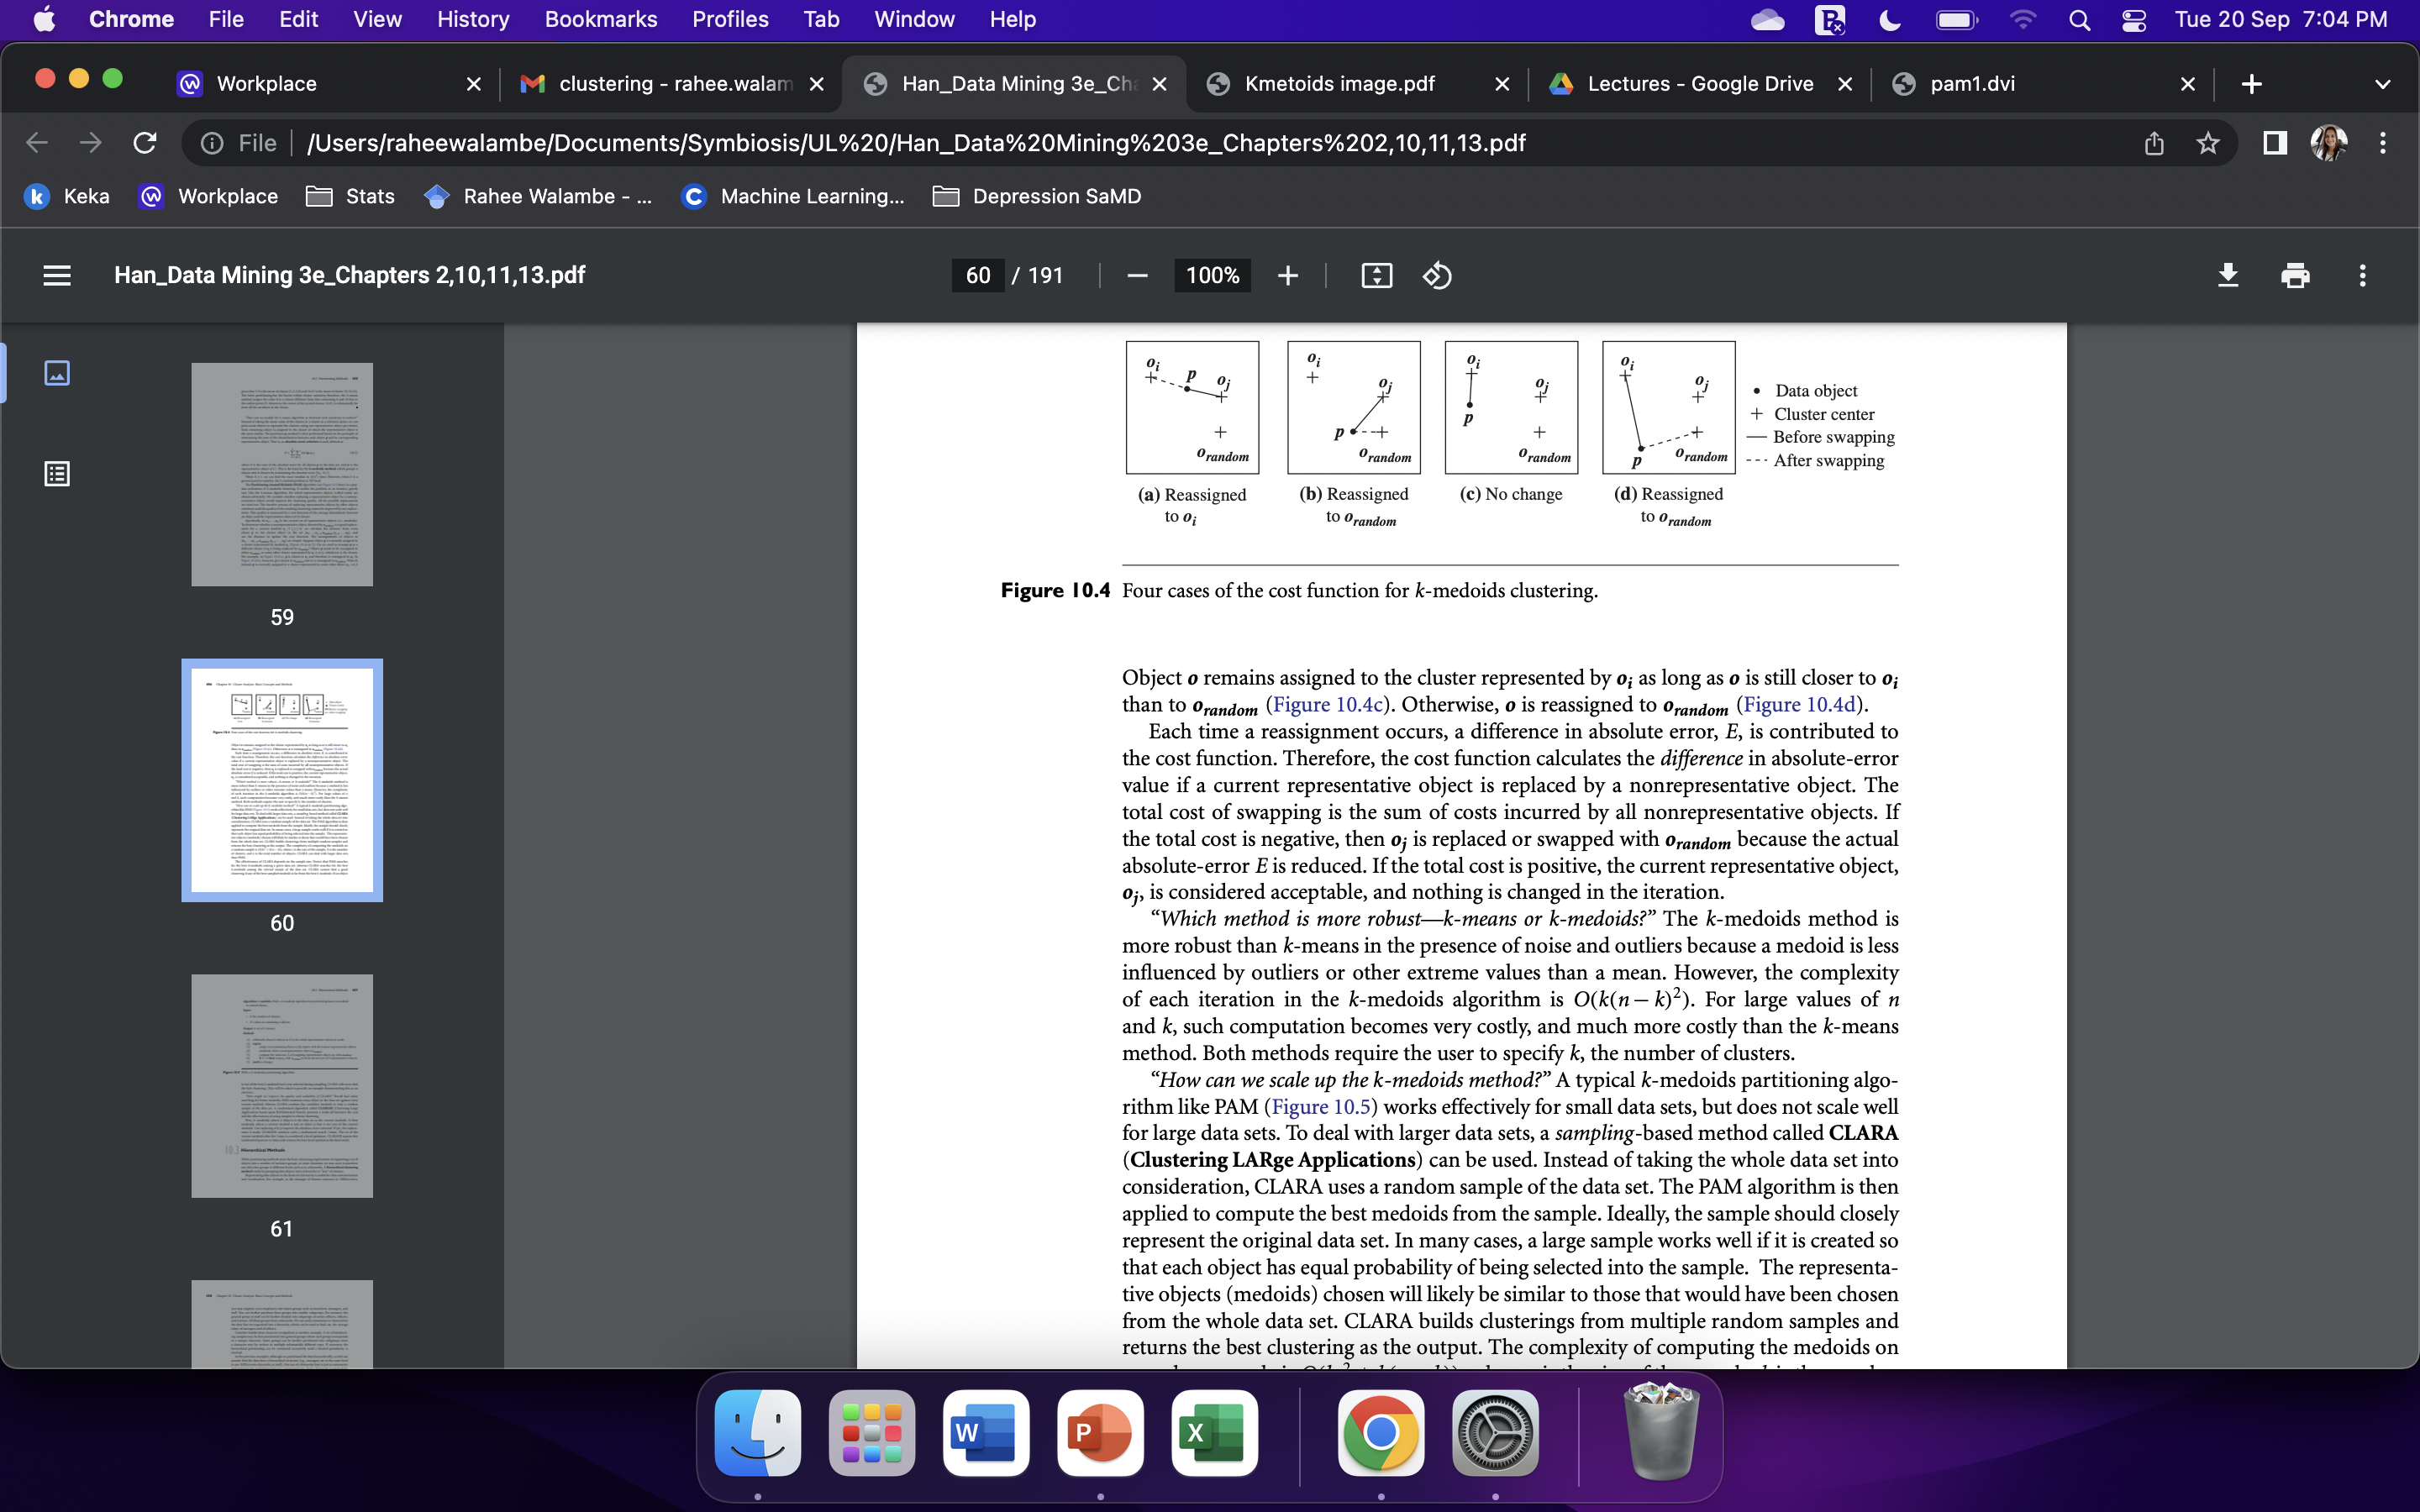 Chrome File Edit View History Bookmarks Profiles Tab Window Help Tue 20 Sep 7:04 PM
Workplace clustering - rahee.walam Han_Data Mining 3e_Cha Kmetoids image.pdf Lectures - Google Drive pam1.dvi
File /Users/raheewalambe/Documents/Symbiosis/UL%20/Han_Data%20Mining%203e_Chapters%202,10,11,13.pdf
Keka Workplace Stats Rahee Walambe - ... Machine Learning... Depression SaMD
Han_Data Mining 3e_Chapters 2,10,11,13.pdf 60 / 191 100%
59
60
61
oi p oj orandom
oi oj p orandom
oi oj p orandom
oi oj p orandom
Data object
Cluster center
Before swapping
After swapping
(a) Reassigned to oi
(b) Reassigned to orandom
(c) No change
(d) Reassigned to orandom
Figure 10.4 Four cases of the cost function for k-medoids clustering.
Object o remains assigned to the cluster represented by oi as long as o is still closer to oi
than to orandom (Figure 10.4c). Otherwise, o is reassigned to orandom (Figure 10.4d).
Each time a reassignment occurs, a difference in absolute error, E, is contributed to
the cost function. Therefore, the cost function calculates the difference in absolute-error
value if a current representative object is replaced by a nonrepresentative object. The
total cost of swapping is the sum of costs incurred by all nonrepresentative objects. If
the total cost is negative, then oj is replaced or swapped with orandom because the actual
absolute-error E is reduced. If the total cost is positive, the current representative object,
oj, is considered acceptable, and nothing is changed in the iteration.
“Which method is more robust—k-means or k-medoids?” The k-medoids method is
more robust than k-means in the presence of noise and outliers because a medoid is less
influenced by outliers or other extreme values than a mean. However, the complexity
of each iteration in the k-medoids algorithm is O(k(n − k)²). For large values of n
and k, such computation becomes very costly, and much more costly than the k-means
method. Both methods require the user to specify k, the number of clusters.
“How can we scale up the k-medoids method?” A typical k-medoids partitioning algo-
rithm like PAM (Figure 10.5) works effectively for small data sets, but does not scale well
for large data sets. To deal with larger data sets, a sampling-based method called CLARA
(Clustering LARge Applications) can be used. Instead of taking the whole data set into
consideration, CLARA uses a random sample of the data set. The PAM algorithm is then
applied to compute the best medoids from the sample. Ideally, the sample should closely
represent the original data set. In many cases, a large sample works well if it is created so
that each object has equal probability of being selected into the sample. The representa-
tive objects (medoids) chosen will likely be similar to those that would have been chosen
from the whole data set. CLARA builds clusterings from multiple random samples and
returns the best clustering as the output. The complexity of computing the medoids on